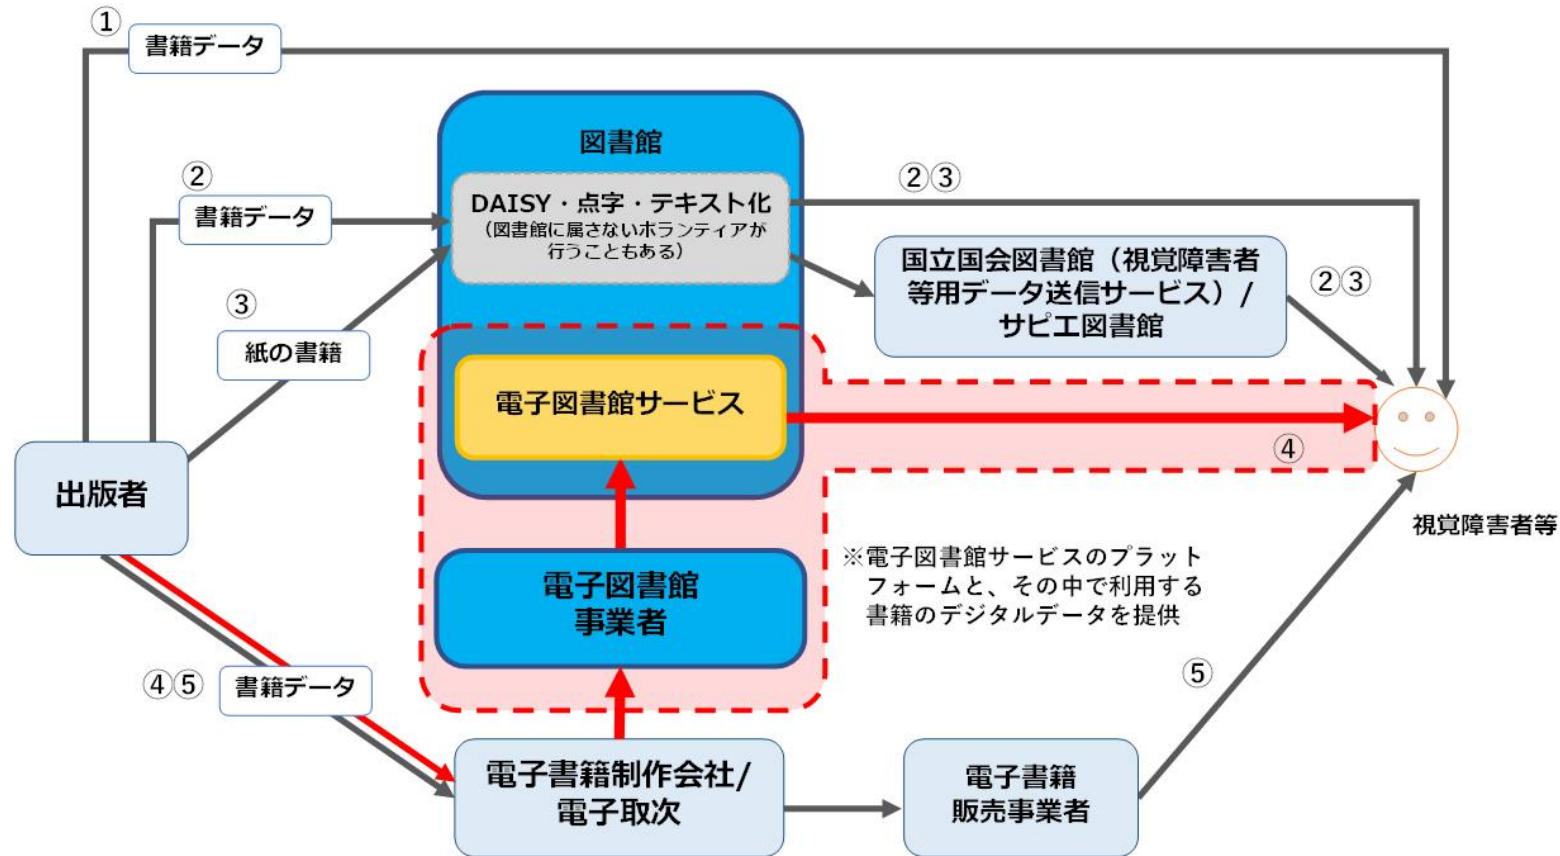 ①
書籍データ
図書館
②
書籍データ
DAISY・点字・テキスト化
（図書館に属さないボランティアが
行うこともある）
②③
国立国会図書館（視覚障害者
等用データ送信サービス）/
サピエ図書館
②③
③
紙の書籍
電子図書館サービス
④
出版者
視覚障害者等
電子図書館
事業者
※電子図書館サービスのプラット
フォームと、その中で利用する
書籍のデジタルデータを提供
④⑤
書籍データ
⑤
電子書籍制作会社/
電子取次
電子書籍
販売事業者